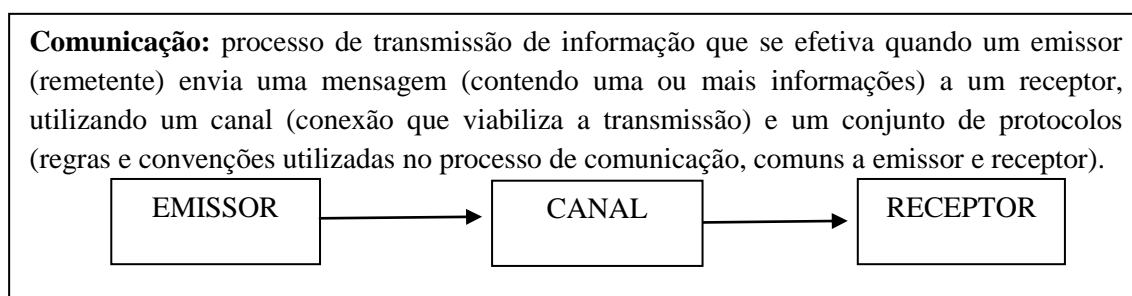 Comunicação: processo de transmissão de informação que se efetiva quando um emissor
(remetente) envia uma mensagem (contendo uma ou mais informações) a um receptor,
utilizando um canal (conexão que viabiliza a transmissão) e um conjunto de protocolos
(regras e convenções utilizadas no processo de comunicação, comuns a emissor e receptor).
EMISSOR
CANAL
RECEPTOR